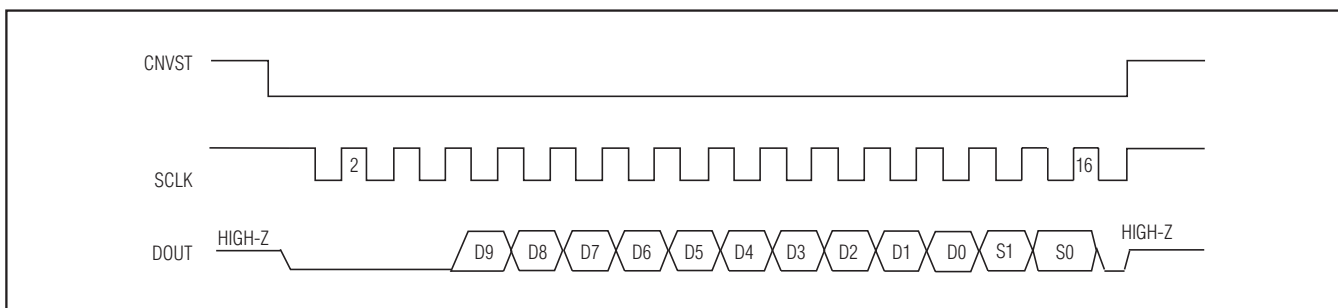 CNVST
SCLK 2 16
DOUT HIGH-Z D9 D8 D7 D6 D5 D4 D3 D2 D1 D0 S1 S0 HIGH-Z